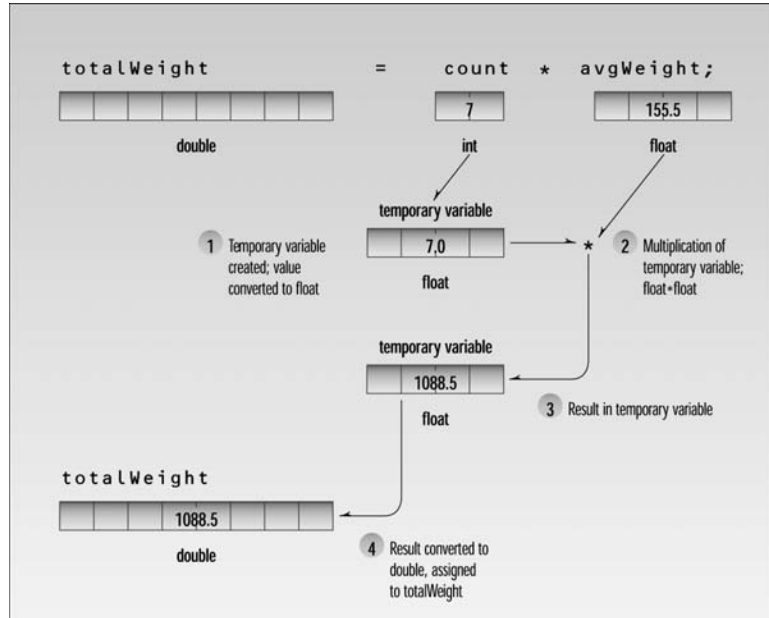 totalWeight = count * avgWeight;
7 155.5
double int float
temporary variable
1 Temporary variable
created; value
converted to float
7.0
float
*
2 Multiplication of
temporary variable;
float*float
temporary variable
1088.5
float
3 Result in temporary variable
totalWeight
1088.5
double
4 Result converted to
double, assigned
to totalWeight